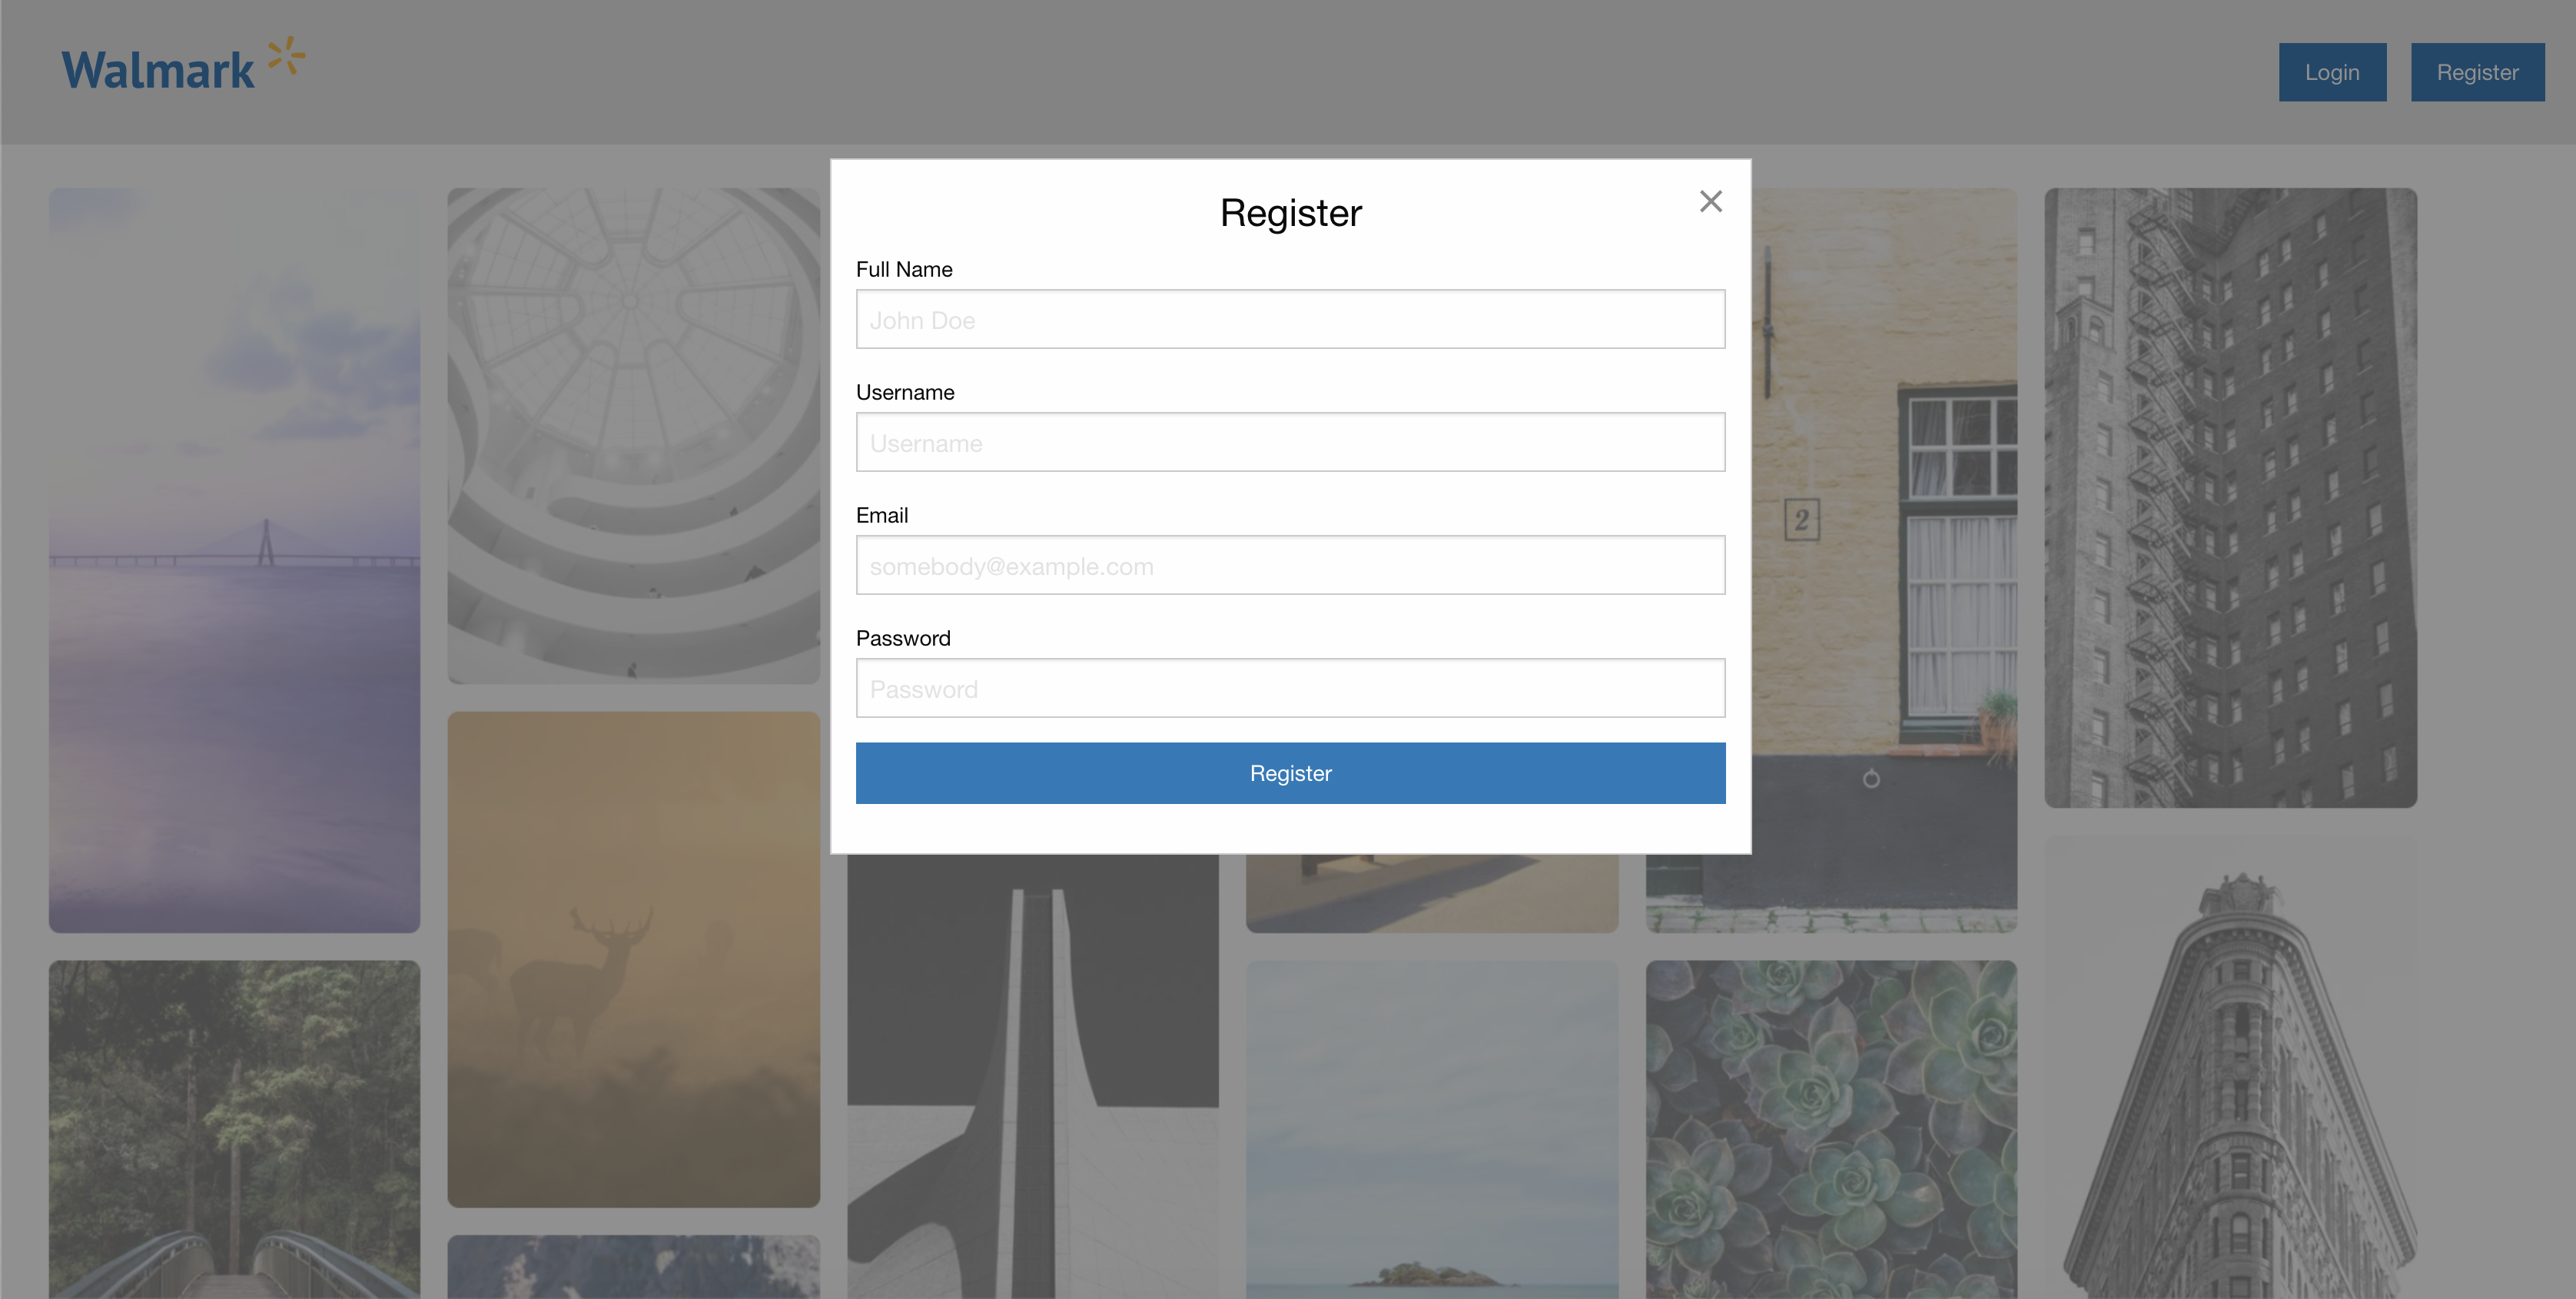 Walmark
Login
Register
Register
Full Name
John Doe
Username
Username
Email
somebody@example.com
Password
Password
Register
2